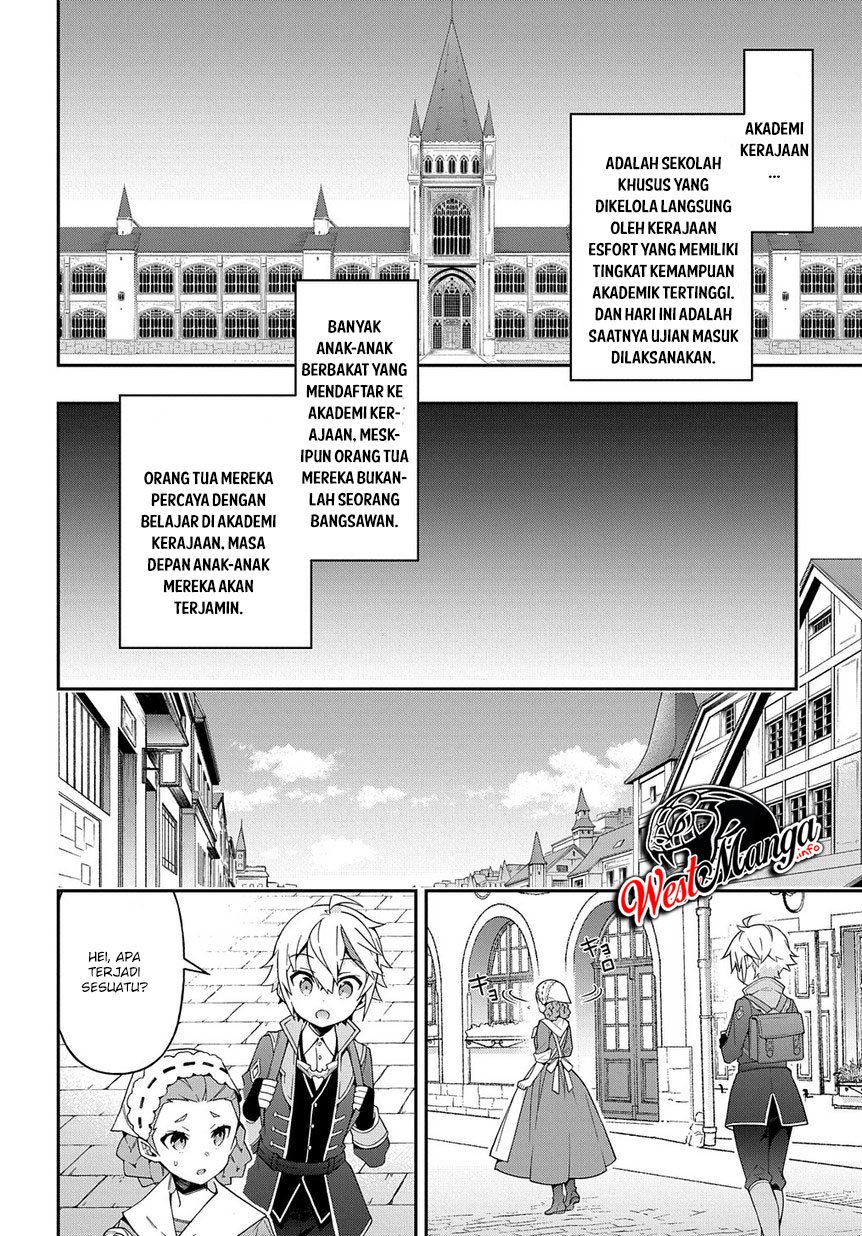 AKADEMI
KERAJAAN
...
ADALAH SEKOLAH
KHUSUS YANG
DIKELOLA LANGSUNG
OLEH KERAJAAN
ESFORT YANG MEMILIKI
TINGKAT KEMAMPUAN
AKADEMIK TERTINGGI.
DAN HARI INI ADALAH
SAATNYA UJIAN MASUK
DILAKSANAKAN.
BANYAK
ANAK-ANAK
BERBAKAT YANG
MENDAFTAR KE
AKADEMI KER-
AJAAN, MESK-
IPUN ORANG TUA
MEREKA BUKAN-
LAH SEORANG
BANGSAWAN.
ORANG TUA MEREKA
PERCAYA DENGAN
BELAJAR DI AKADEMI
KERAJAAN, MASA
DEPAN ANAK-ANAK
MEREKA AKAN
TERJAMIN.
WestManga
.info
キョロ
HEI, APA
TERJADI
SESUATU?